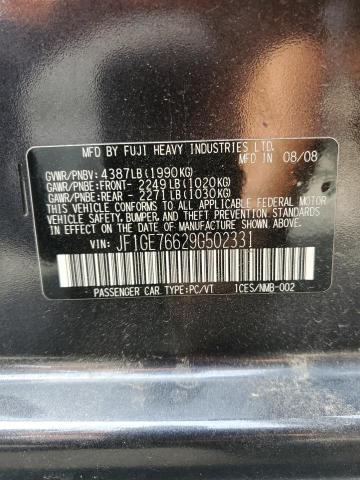 MFD. BY FUJI HEAVY INDUSTRIES LTD.
MFD. IN 08/08
GVWR/PNBV: 4387LB(1990KG)
GAWR/PNBE:FRONT- 2249LB(1020KG)
GAWR/PNBE:REAR - 2271LB(1030KG)
THIS VEHICLE CONFORMS TO ALL APPLICABLE FEDERAL MOTOR
VEHICLE SAFETY, BUMPER, AND THEFT PREVENTION STANDARDS
IN EFFECT ON THE DATE OF MANUFACTURE SHOWN ABOVE.
VIN: JF1GE76629G502331
PASSENGER CAR, TYPE:PC/VT 1CES/NMB-002